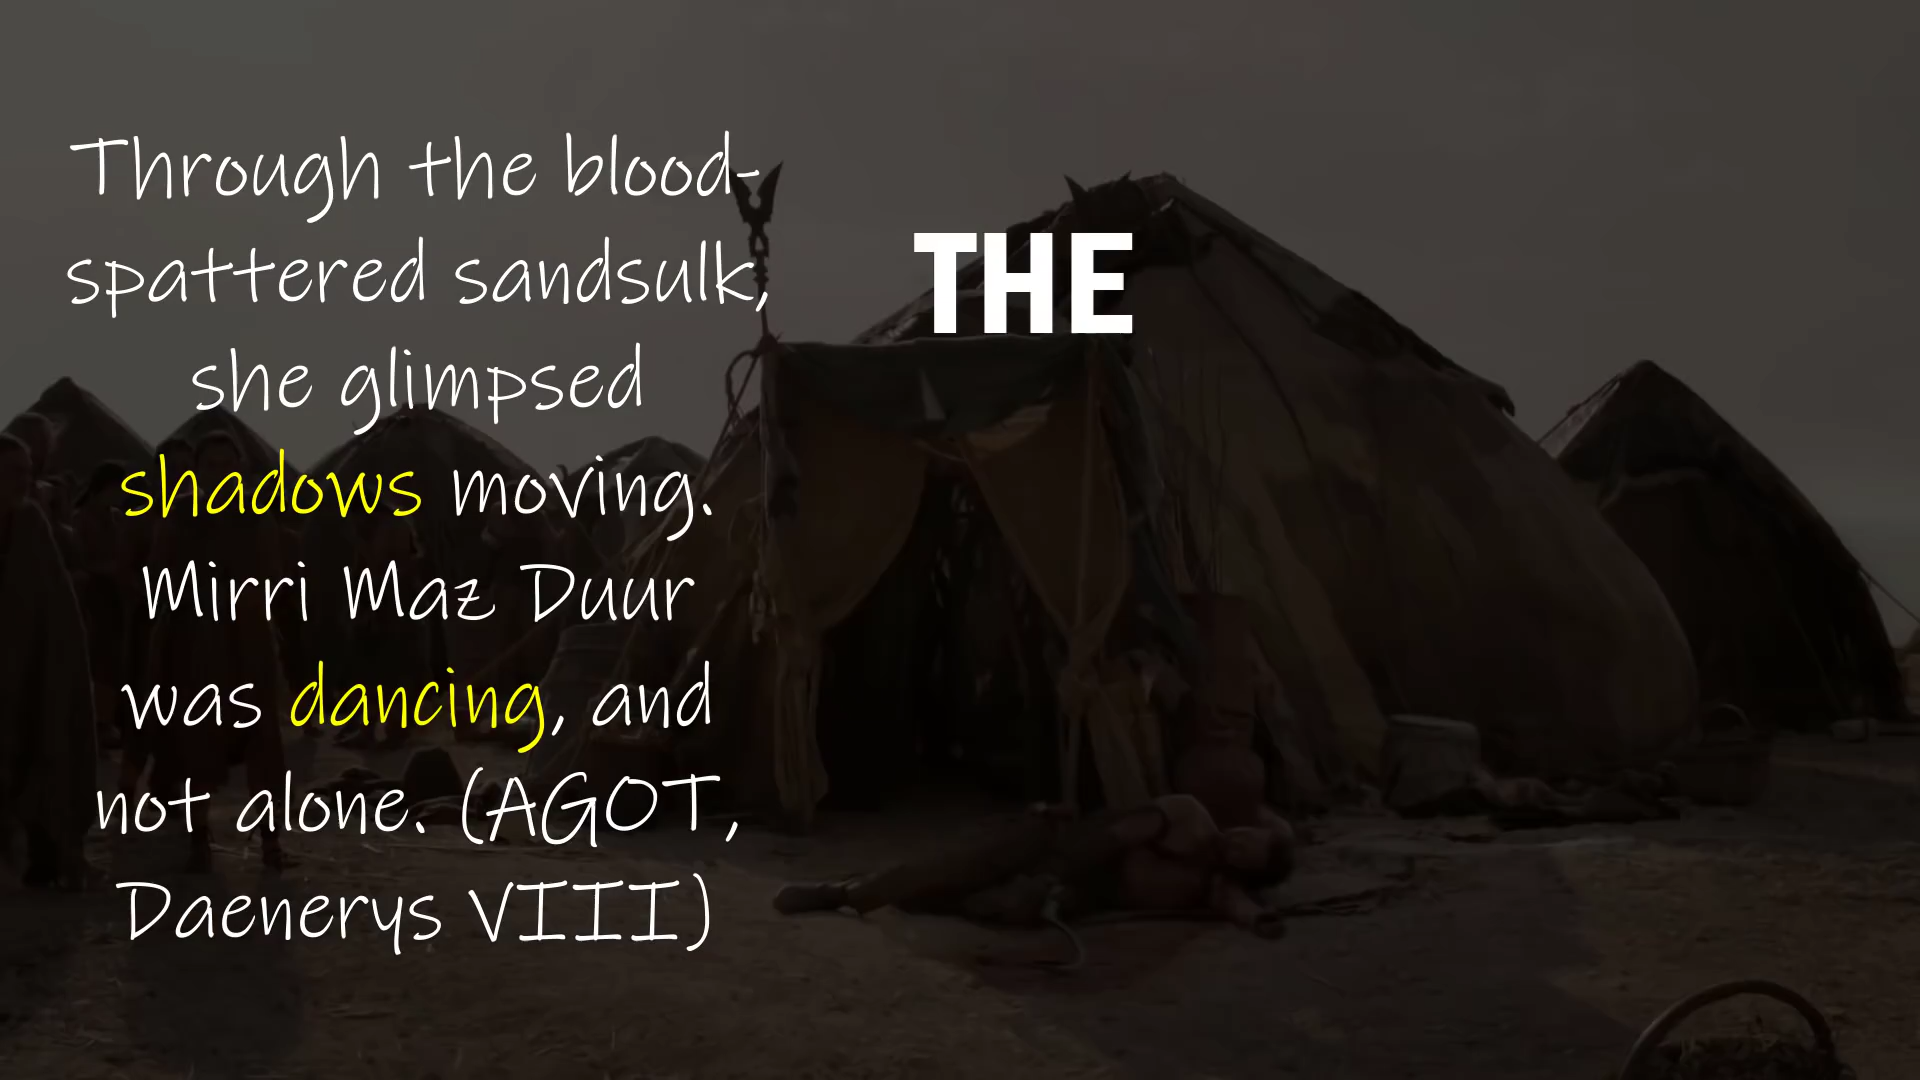 Through the blood-
spattered sandsulk,
she glimpsed
shadows moving.
Mirri Maz Duur
was dancing, and
not alone. (AGOT,
Daenerys VIII)
THE